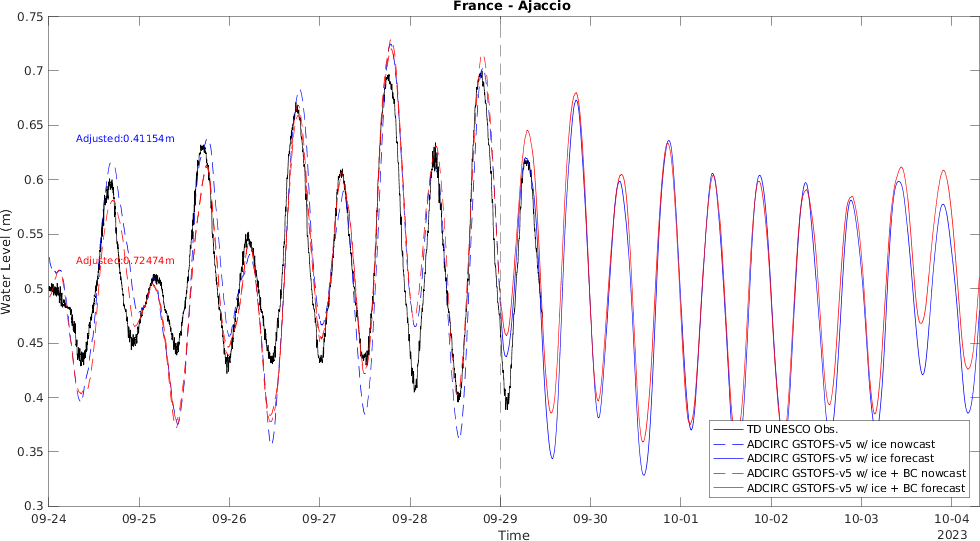 France - Ajaccio
0.75
0.7
0.65
0.6
0.55
0.5
0.45
0.4
0.35
0.3
Water Level (m)
Adjusted:0.41154m
Adjusted:0.72474m
TD UNESCO Obs.
ADCIRC GSTOFS-v5 w/ ice nowcast
ADCIRC GSTOFS-v5 w/ ice forecast
ADCIRC GSTOFS-v5 w/ ice + BC nowcast
ADCIRC GSTOFS-v5 w/ ice + BC forecast
09-24 09-25 09-26 09-27 09-28 09-29 09-30 10-01 10-02 10-03 10-04
Time
2023